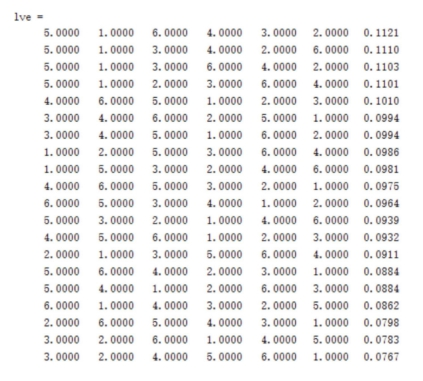 lve =
5.0000 1.0000 6.0000 4.0000 3.0000 2.0000 0.1121
5.0000 1.0000 3.0000 4.0000 2.0000 6.0000 0.1110
5.0000 1.0000 3.0000 6.0000 4.0000 2.0000 0.1103
5.0000 1.0000 2.0000 3.0000 6.0000 4.0000 0.1101
4.0000 6.0000 5.0000 1.0000 2.0000 3.0000 0.1010
3.0000 4.0000 6.0000 2.0000 5.0000 1.0000 0.0994
3.0000 4.0000 5.0000 1.0000 6.0000 2.0000 0.0994
1.0000 2.0000 5.0000 3.0000 6.0000 4.0000 0.0986
1.0000 5.0000 3.0000 2.0000 4.0000 6.0000 0.0981
4.0000 6.0000 5.0000 3.0000 2.0000 1.0000 0.0975
6.0000 5.0000 3.0000 4.0000 1.0000 2.0000 0.0964
5.0000 3.0000 2.0000 1.0000 4.0000 6.0000 0.0939
4.0000 5.0000 6.0000 1.0000 2.0000 3.0000 0.0932
2.0000 1.0000 3.0000 5.0000 6.0000 4.0000 0.0911
5.0000 6.0000 4.0000 2.0000 3.0000 1.0000 0.0884
5.0000 4.0000 1.0000 2.0000 6.0000 3.0000 0.0884
6.0000 1.0000 4.0000 3.0000 2.0000 5.0000 0.0862
2.0000 6.0000 5.0000 4.0000 3.0000 1.0000 0.0798
3.0000 2.0000 6.0000 1.0000 4.0000 5.0000 0.0783
3.0000 2.0000 4.0000 5.0000 6.0000 1.0000 0.0767